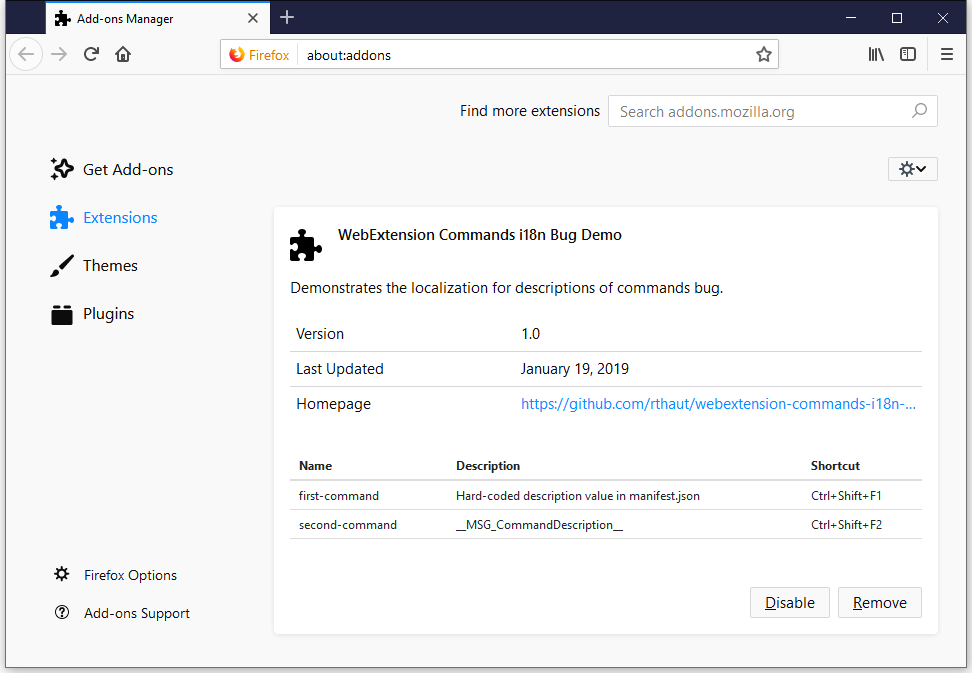 Add-ons Manager
Firefox about:addons
Find more extensions Search addons.mozilla.org
Get Add-ons
Extensions
Themes
Plugins
WebExtension Commands i18n Bug Demo
Demonstrates the localization for descriptions of commands bug.
Version 1.0
Last Updated January 19, 2019
Homepage https://github.com/rthaut/webextension-commands-i18n-...
Name Description Shortcut
first-command Hard-coded description value in manifest.json Ctrl+Shift+F1
second-command __MSG_CommandDescription__ Ctrl+Shift+F2
Firefox Options
Add-ons Support
Disable Remove